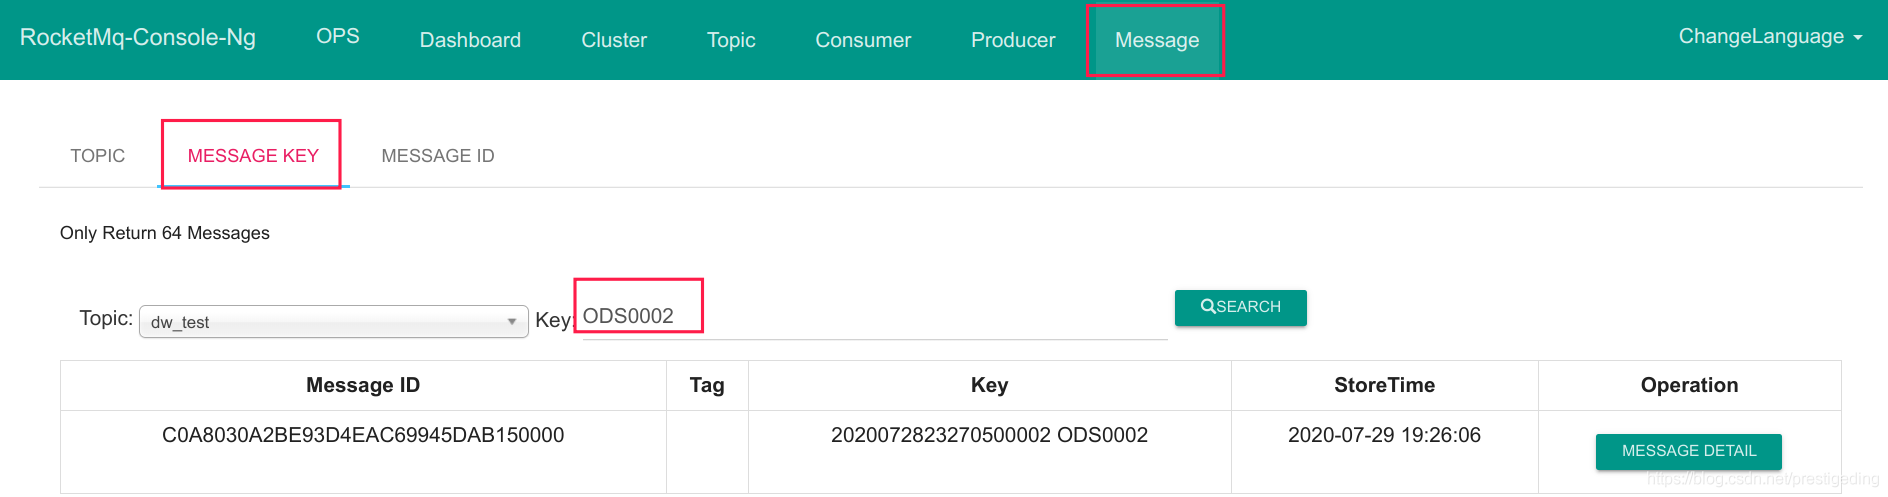 RocketMq-Console-Ng OPS Dashboard Cluster Topic Consumer Producer Message ChangeLanguage
TOPIC MESSAGE KEY MESSAGE ID
Only Return 64 Messages
Topic: dw_test Key: ODS0002 SEARCH
Message ID Tag Key StoreTime Operation
C0A8030A2BE93D4EAC69945DAB150000 2020072823270500002 ODS0002 2020-07-29 19:26:06 MESSAGE DETAIL
https://blog.csdn.net/prestigeding